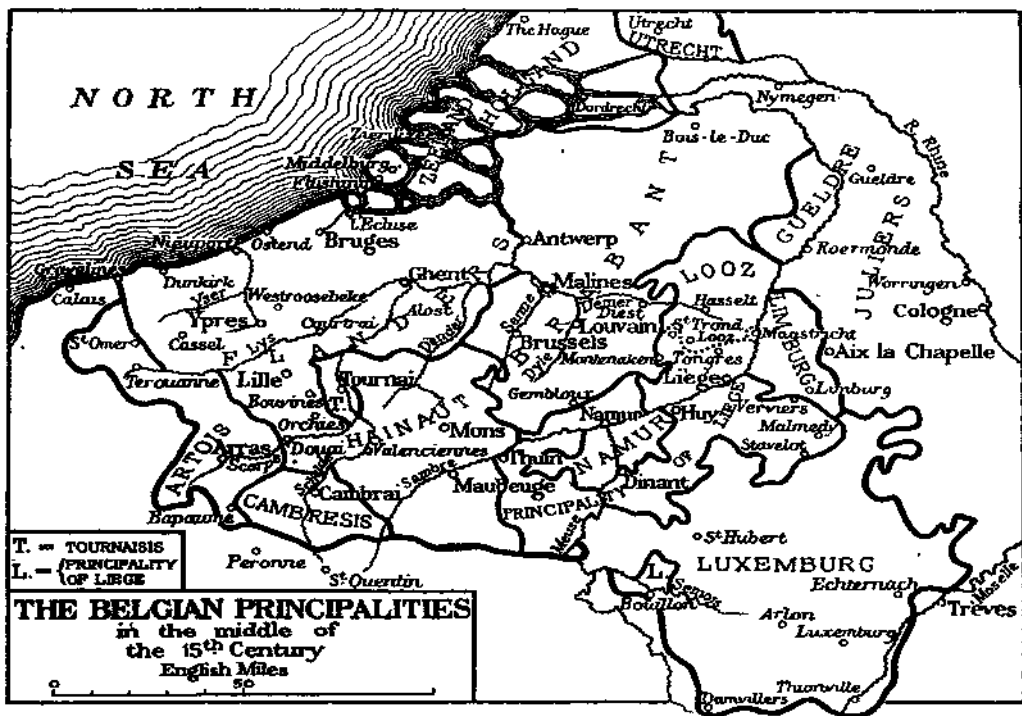 The Hague
Utrecht
UTRECHT
NORTH
SEA
HOLLAND
Dordrecht
Nymegen
R. Rhine
Bois-le-Duc
Middelburg
Flushing
l'Ecluse
Bruges
Ostend
Nieuport
GUELDRE
Gueldre
JULIERS
Roermonde
BRABANT
Antwerp
Gravelines
Calais
Dunkirk
Yser
Westroosebeke
Ghent
Alost
Malines
LOOZ
Worringen
Cologne
Ypres
Courtrai
FLANDERS
Dender
Senne
Demer
Diest
Hasselt
Louvain
St Trond
Looz
Maastricht
LIMBURG
Aix la Chapelle
St Omer
Cassel
Lys
Brussels
Dyle
Montenaken
Tongres
Terouanne
Lille
Tournai
Gembloux
Liège
LIEGE
Limburg
Bouvines
T.
Orchies
HAINAUT
Mons
Namur
Huy
Verviers
Malmedy
Stavelot
ARTOIS
Arras
Scarpe
Douai
Valenciennes
Sambre
Thuin
NAMUR
Cambrai
Maubeuge
Dinant
PRINCIPALITY OF
CAMBRESIS
Bapaume
Meuse
Peronne
St Quentin
St Hubert
LUXEMBURG
L.
Semois
Bouillon
Echternach
Moselle
Trèves
Arlon
Luxemburg
Damvillers
Thionville
T. = TOURNAISIS
L. = {PRINCIPALITY
OF LIEGE
THE BELGIAN PRINCIPALITIES
in the middle of
the 15th Century
English Miles
0 50